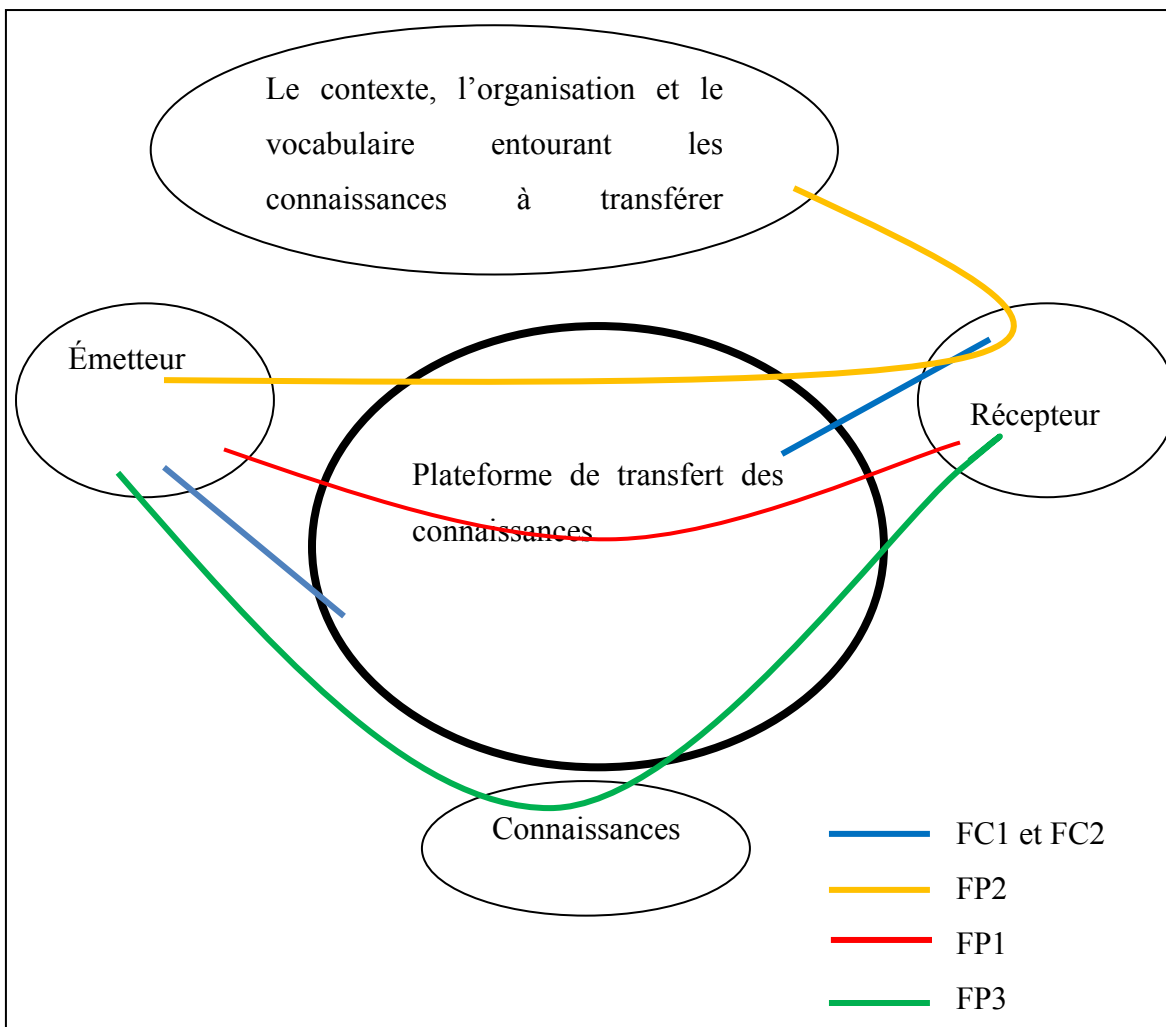 Le contexte, l’organisation et le
vocabulaire entourant les
connaissances à transférer
Émetteur
Récepteur
Plateforme de transfert des
connaissances
Connaissances
FC1 et FC2
FP2
FP1
FP3